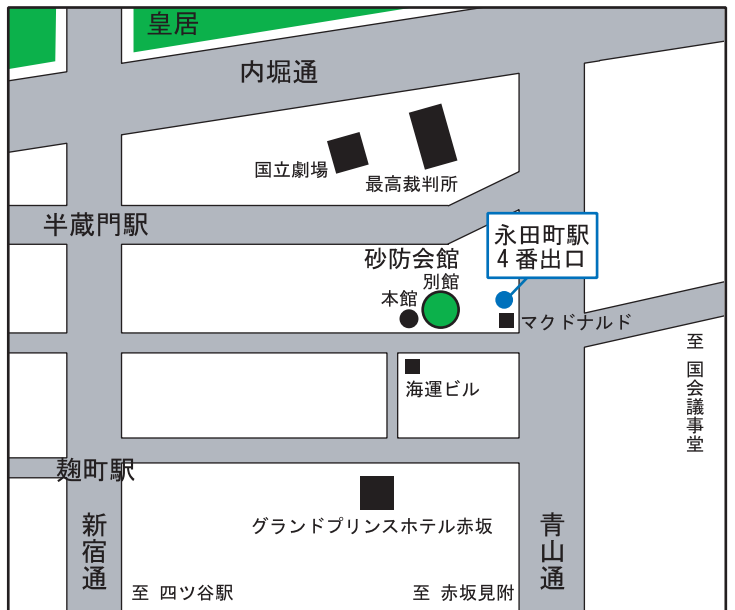 皇居
内堀通
国立劇場
最高裁判所
半蔵門駅
永田町駅
4番出口
砂防会館
別館
本館
マクドナルド
至 国会議事堂
海運ビル
麹町駅
グランドプリンスホテル赤坂
新宿通
青山通
至 四ツ谷駅
至 赤坂見附